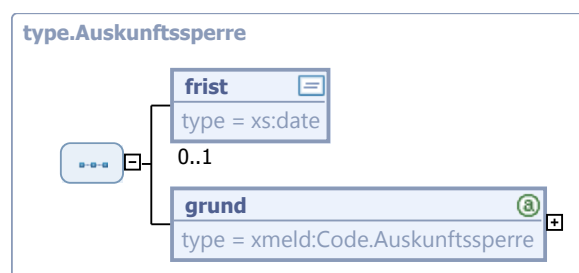 type.Auskunftssperre
frist
type = xs:date
0..1
grund
type = xmeld:Code.Auskunftssperre